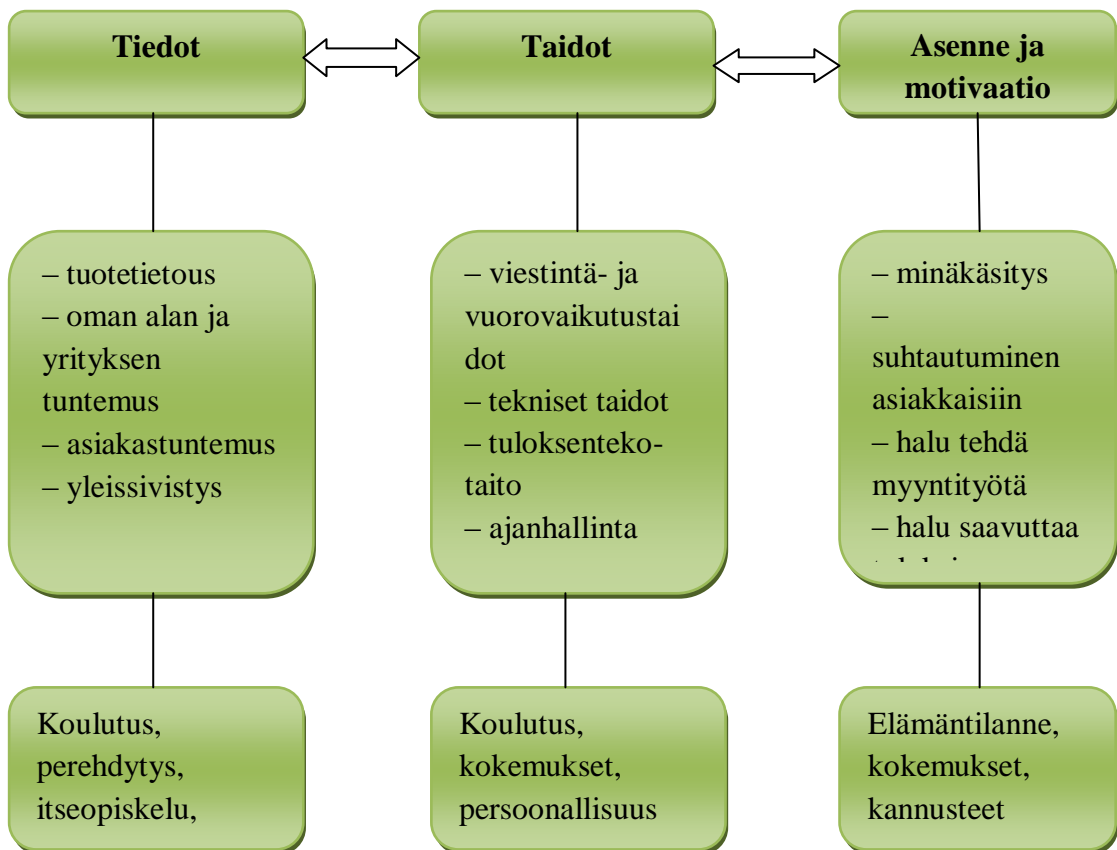 Tiedot
Taidot
Asenne ja
motivaatio
– tuotetietous
– oman alan ja
yrityksen
tuntemus
– asiakastuntemus
– yleissivistys
– viestintä- ja
vuorovaikutustai
dot
– tekniset taidot
– tuloksenteko-
taito
– ajanhallinta
– minäkäsitys
–
suhtautuminen
asiakkaisiin
– halu tehdä
myyntityötä
– halu saavuttaa
Koulutus,
perehdytys,
itseopiskelu,
Koulutus,
kokemukset,
persoonallisuus
Elämäntilanne,
kokemukset,
kannusteet